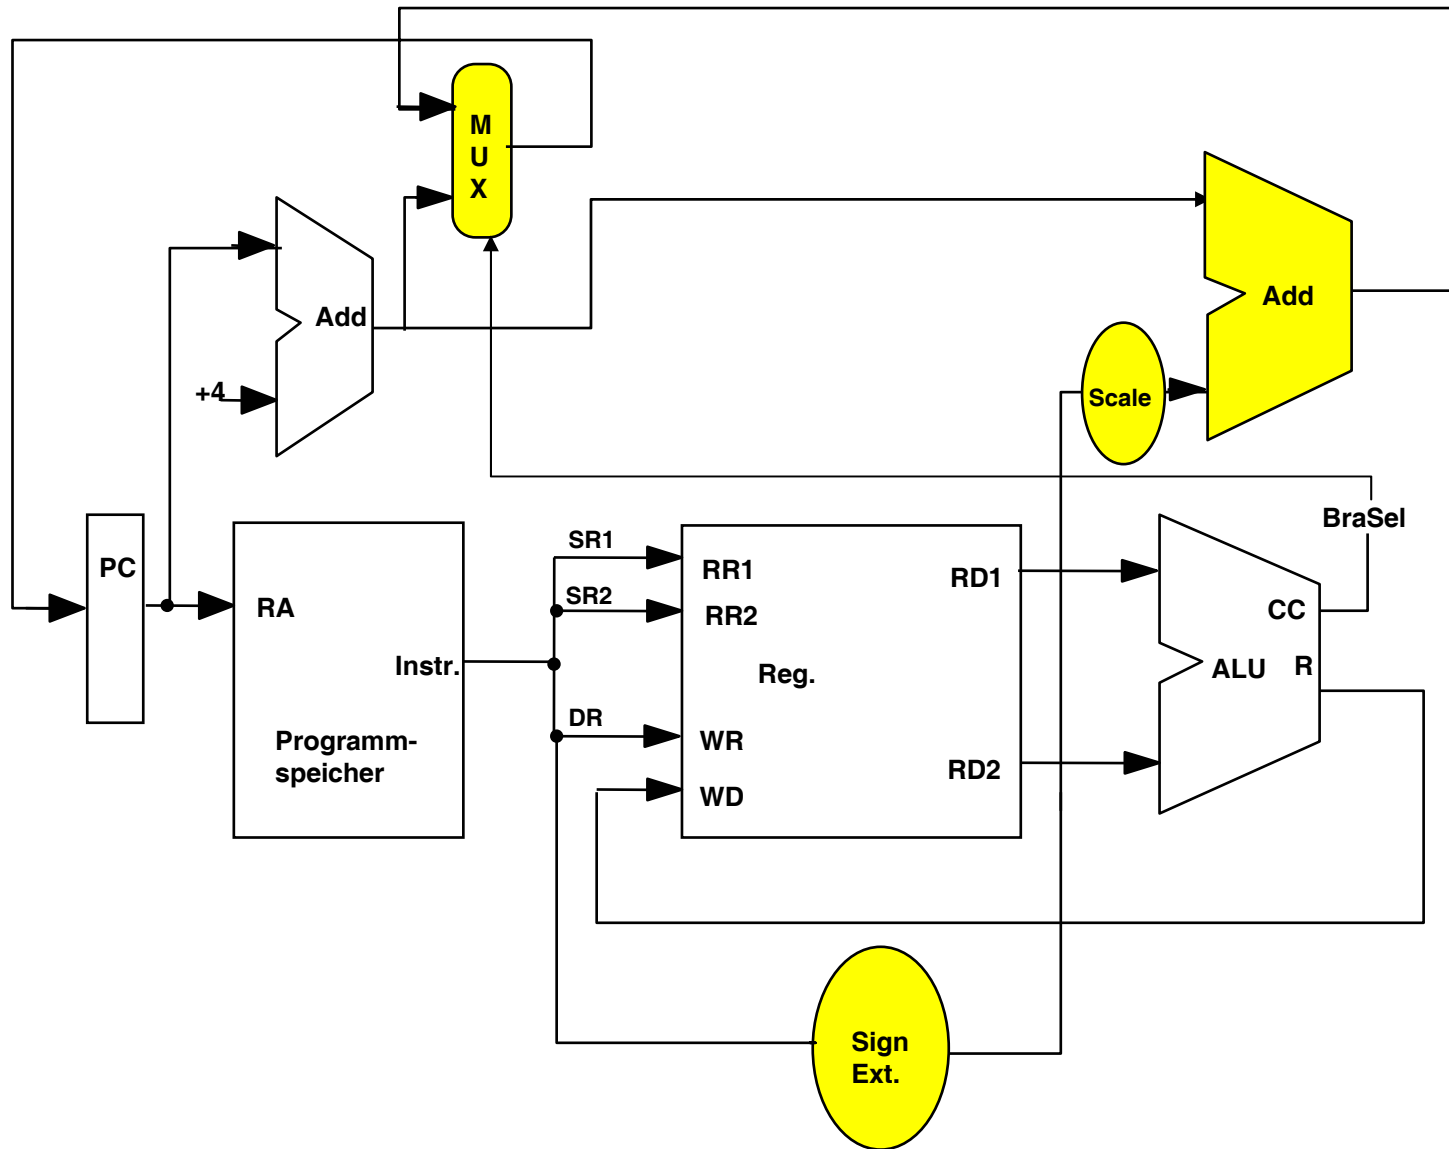 M
U
X
Add
+4
Add
Scale
BraSel
PC
RA
Instr.
Programm-
speicher
SR1
SR2
DR
RR1
RR2
Reg.
WR
WD
RD1
RD2
CC
ALU
R
Sign
Ext.